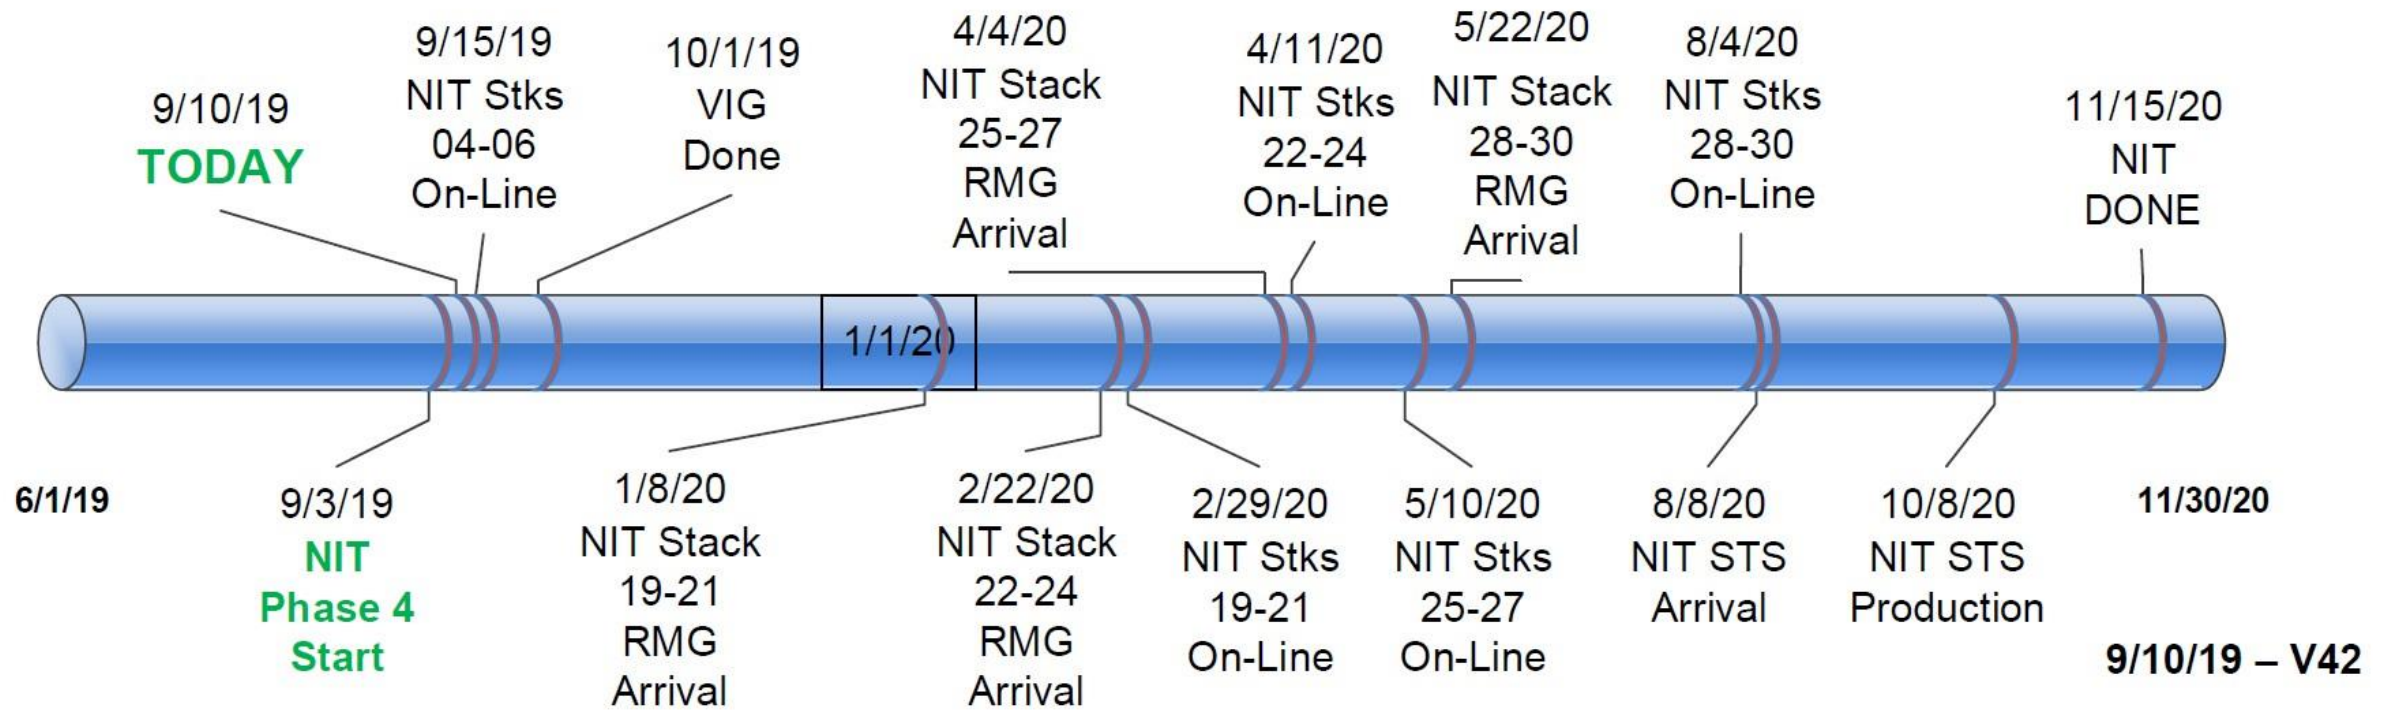 9/10/19
TODAY
9/15/19
NIT Stks
04-06
On-Line
10/1/19
VIG
Done
4/4/20
NIT Stack
25-27
RMG
Arrival
4/11/20
NIT Stks
22-24
On-Line
5/22/20
NIT Stack
28-30
RMG
Arrival
8/4/20
NIT Stks
28-30
On-Line
11/15/20
NIT
DONE
1/1/20
6/1/19
9/3/19
NIT
Phase 4
Start
1/8/20
NIT Stack
19-21
RMG
Arrival
2/22/20
NIT Stack
22-24
RMG
Arrival
2/29/20
NIT Stks
19-21
On-Line
5/10/20
NIT Stks
25-27
On-Line
8/8/20
NIT STS
Arrival
10/8/20
NIT STS
Production
11/30/20
9/10/19 – V42